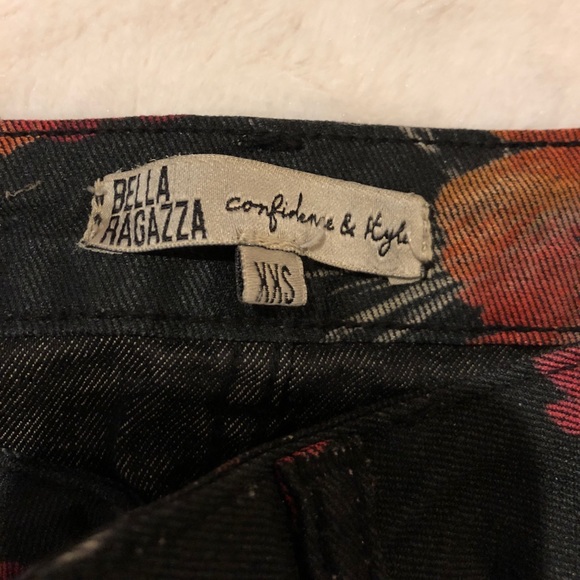 BELLA
RAGAZZA
confidence & style
XXS